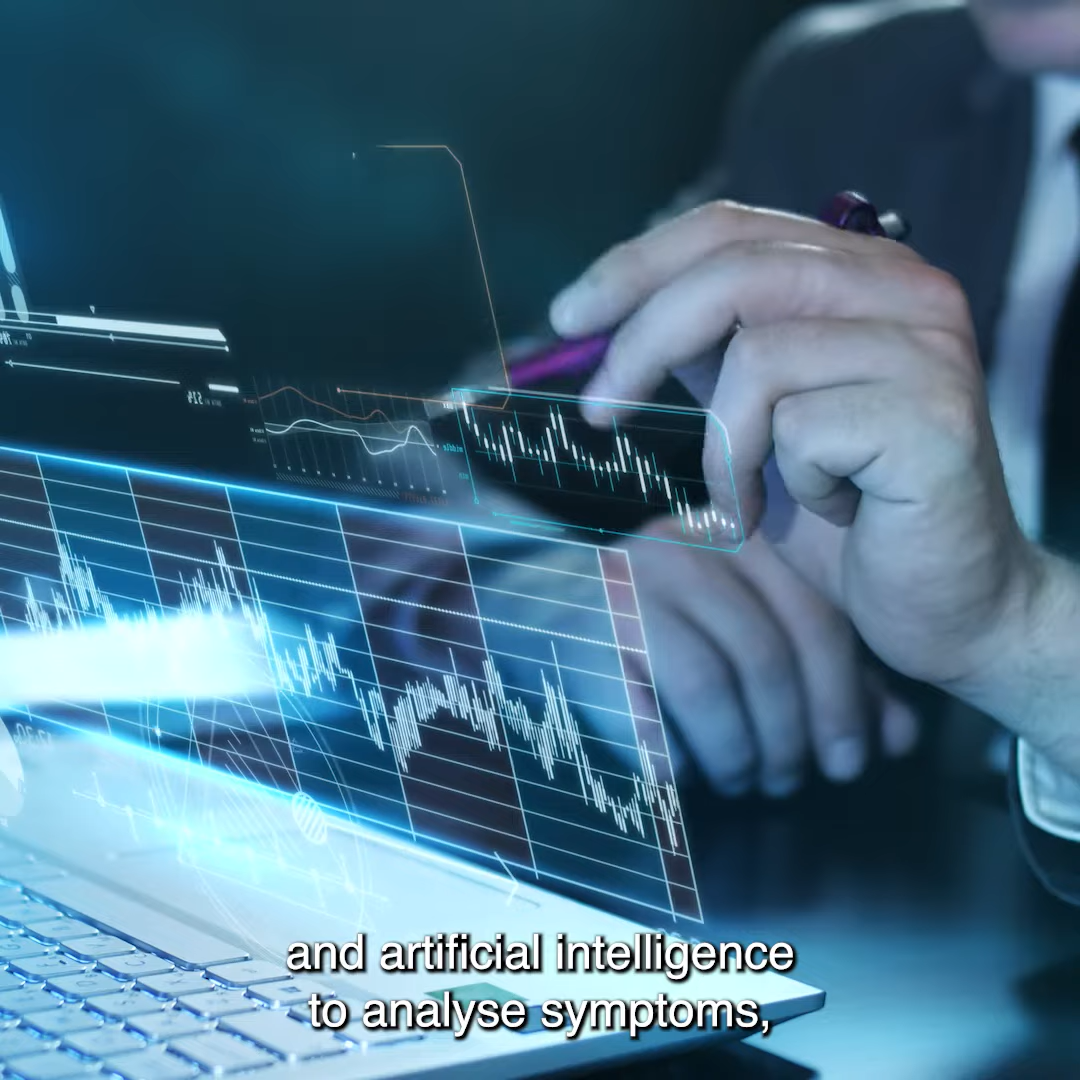 and artificial intelligence
to analyse symptoms,